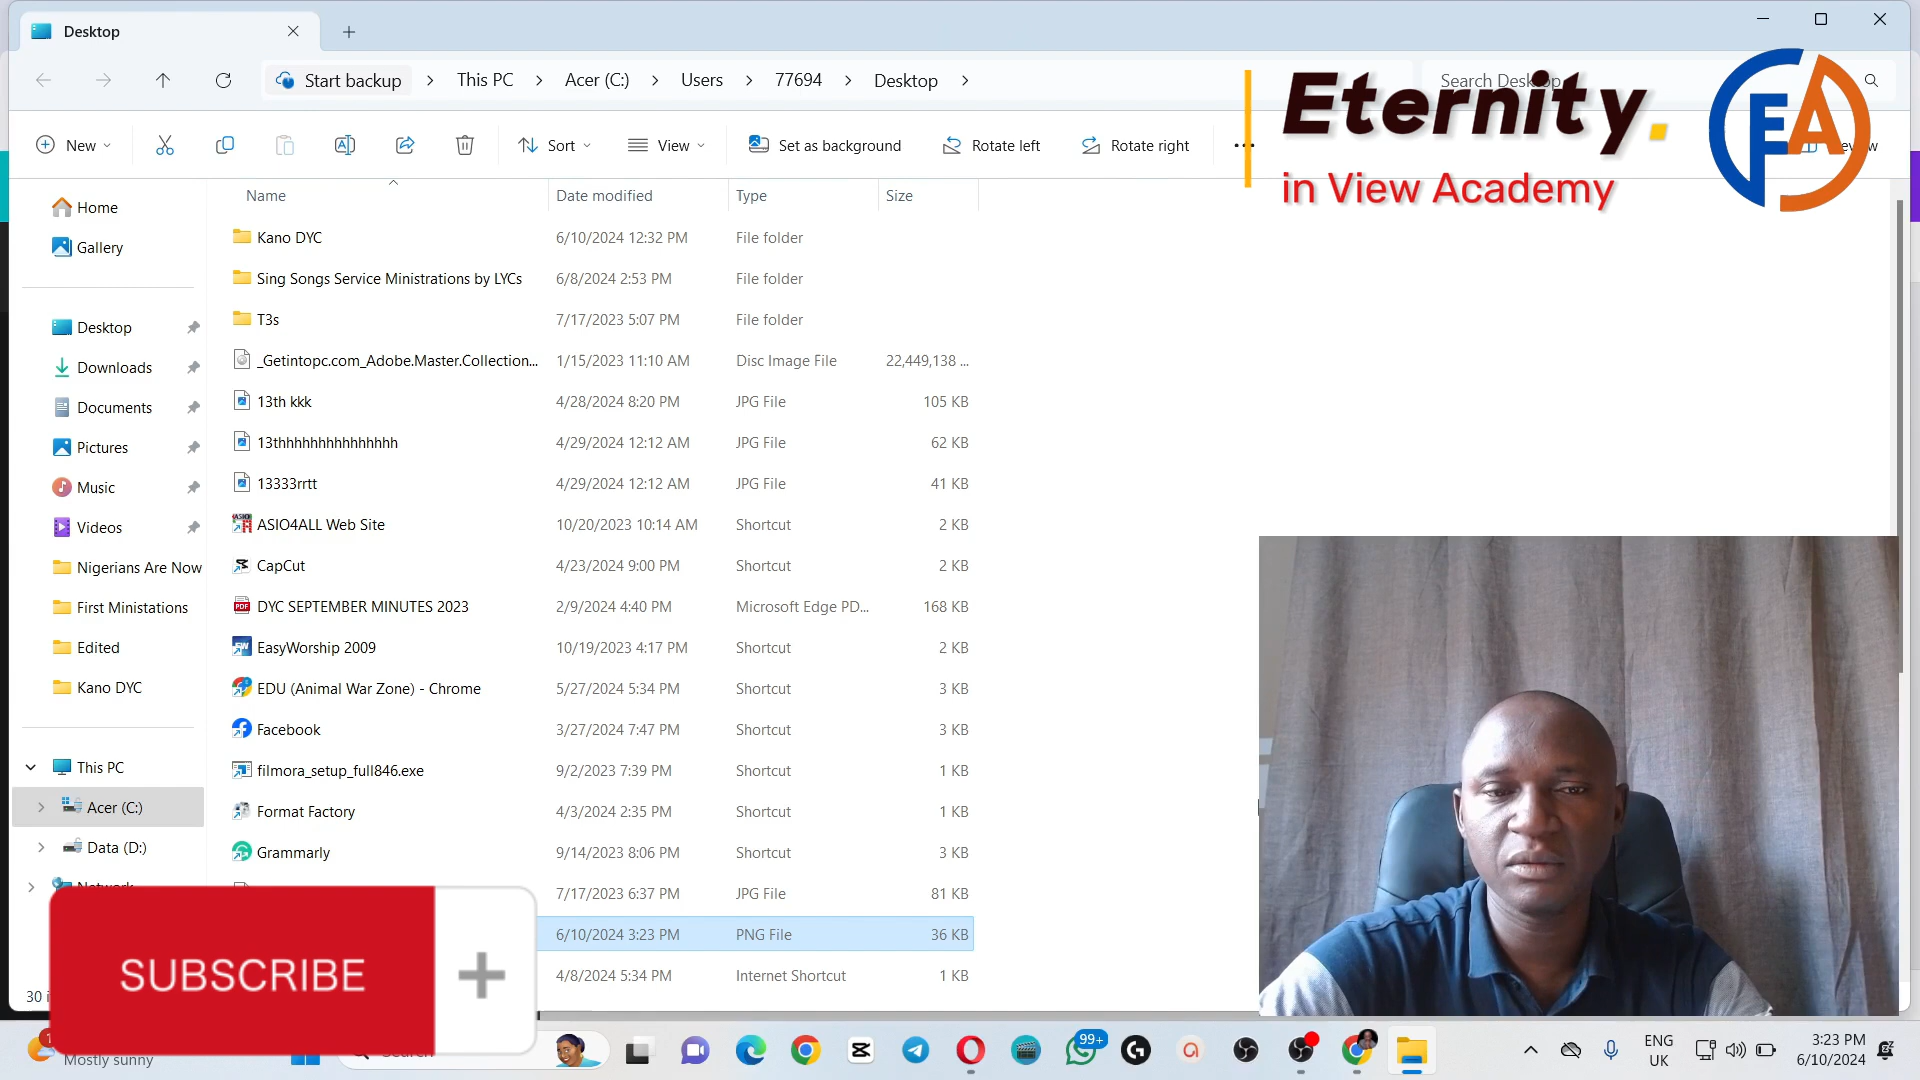 Desktop
Start backup > This PC > Acer (C:) > Users > 77694 > Desktop >
Search Desktop
Eternity.
in View Academy
New
Sort
View
Set as background
Rotate left
Rotate right
Name Date modified Type Size
Home
Gallery
Desktop
Downloads
Documents
Pictures
Music
Videos
Nigerians Are Now
First Ministations
Edited
Kano DYC
This PC
Acer (C:)
Data (D:)
Network
Kano DYC 6/10/2024 12:32 PM File folder
Sing Songs Service Ministrations by LYCs 6/8/2024 2:53 PM File folder
T3s 7/17/2023 5:07 PM File folder
_Getintopc.com_Adobe.Master.Collection... 1/15/2023 11:10 AM Disc Image File 22,449,138 ...
13th kkk 4/28/2024 8:20 PM JPG File 105 KB
13thhhhhhhhhhhhhhh 4/29/2024 12:12 AM JPG File 62 KB
13333rrtt 4/29/2024 12:12 AM JPG File 41 KB
ASIO4ALL Web Site 10/20/2023 10:14 AM Shortcut 2 KB
CapCut 4/23/2024 9:00 PM Shortcut 2 KB
DYC SEPTEMBER MINUTES 2023 2/9/2024 4:40 PM Microsoft Edge PD... 168 KB
EasyWorship 2009 10/19/2023 4:17 PM Shortcut 2 KB
EDU (Animal War Zone) - Chrome 5/27/2024 5:34 PM Shortcut 3 KB
Facebook 3/27/2024 7:47 PM Shortcut 3 KB
filmora_setup_full846.exe 9/2/2023 7:39 PM Shortcut 1 KB
Format Factory 4/3/2024 2:35 PM Shortcut 1 KB
Grammarly 9/14/2023 8:06 PM Shortcut 3 KB
7/17/2023 6:37 PM JPG File 81 KB
6/10/2024 3:23 PM PNG File 36 KB
4/8/2024 5:34 PM Internet Shortcut 1 KB
30
SUBSCRIBE
Mostly sunny
Search
99+
ENG
UK
3:23 PM
6/10/2024